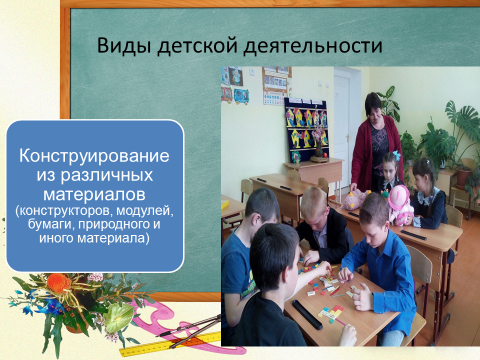 Виды детской деятельности
Конструирование
из различных
материалов
(конструкторов, модулей,
бумаги, природного и
иного материала)